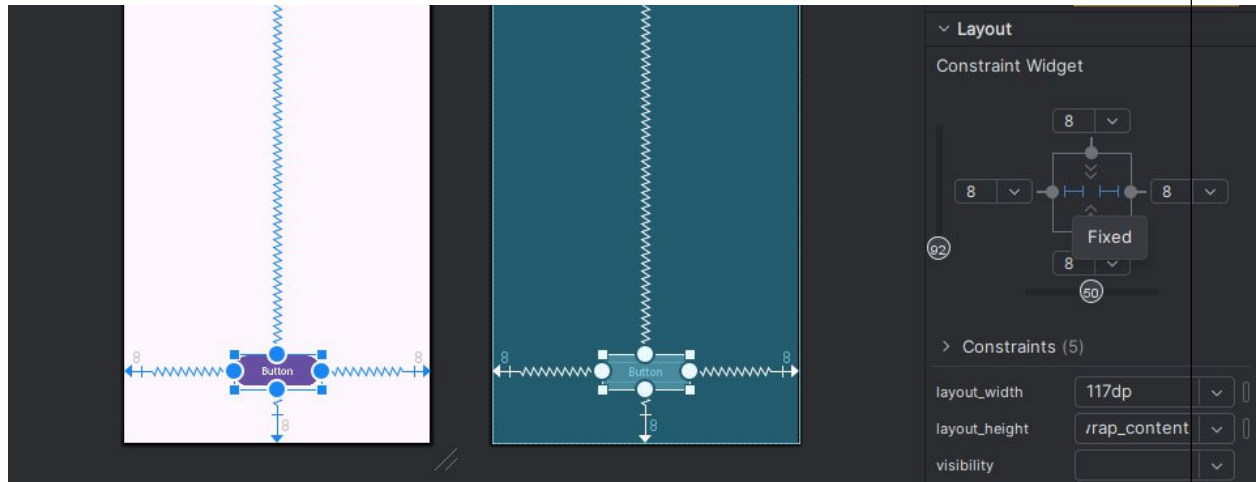 Layout
Constraint Widget
8
8
8
Fixed
92
8
50
8
8
Button
8
8
8
Button
8
Constraints (5)
layout_width 117dp
layout_height rap_content
visibility